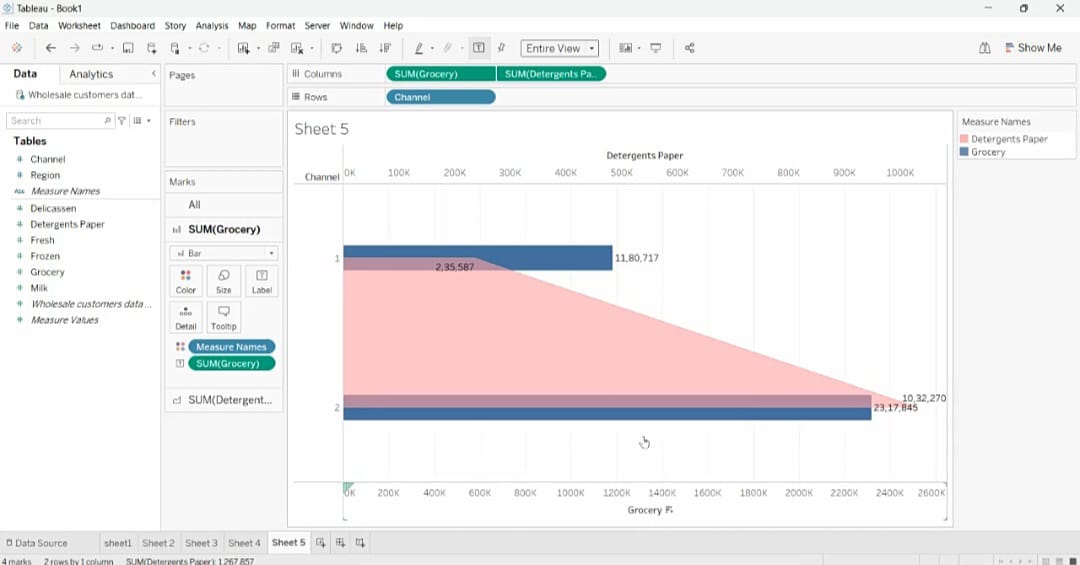 Tableau - Book1
File Data Worksheet Dashboard Story Analysis Map Format Server Window Help
Entire View
Show Me
Data Analytics
Pages
Columns SUM(Grocery) SUM(Detergents Pa..
Wholesale customers dat...
Rows Channel
Search
Filters
Sheet 5
Measure Names
Detergents Paper
Grocery
Tables
Channel
Region
Abc Measure Names
Delicassen
Detergents Paper
Fresh
Frozen
Grocery
Milk
Wholesale customers data...
Measure Values
Marks
All
SUM(Grocery)
Bar
Color Size Label
Detail Tooltip
Measure Names
SUM(Grocery)
SUM(Detergent...
Detergents Paper
Channel 0K 100K 200K 300K 400K 500K 600K 700K 800K 900K 1000K
1 11,80,717
2,35,587
10,32,270
2 23,17,845
0K 200K 400K 600K 800K 1000K 1200K 1400K 1600K 1800K 2000K 2200K 2400K 2600K
Grocery
Data Source sheet1 Sheet 2 Sheet 3 Sheet 4 Sheet 5
4 marks 2 rows by 1 column SUM(Detergents Paper): 1,267,857